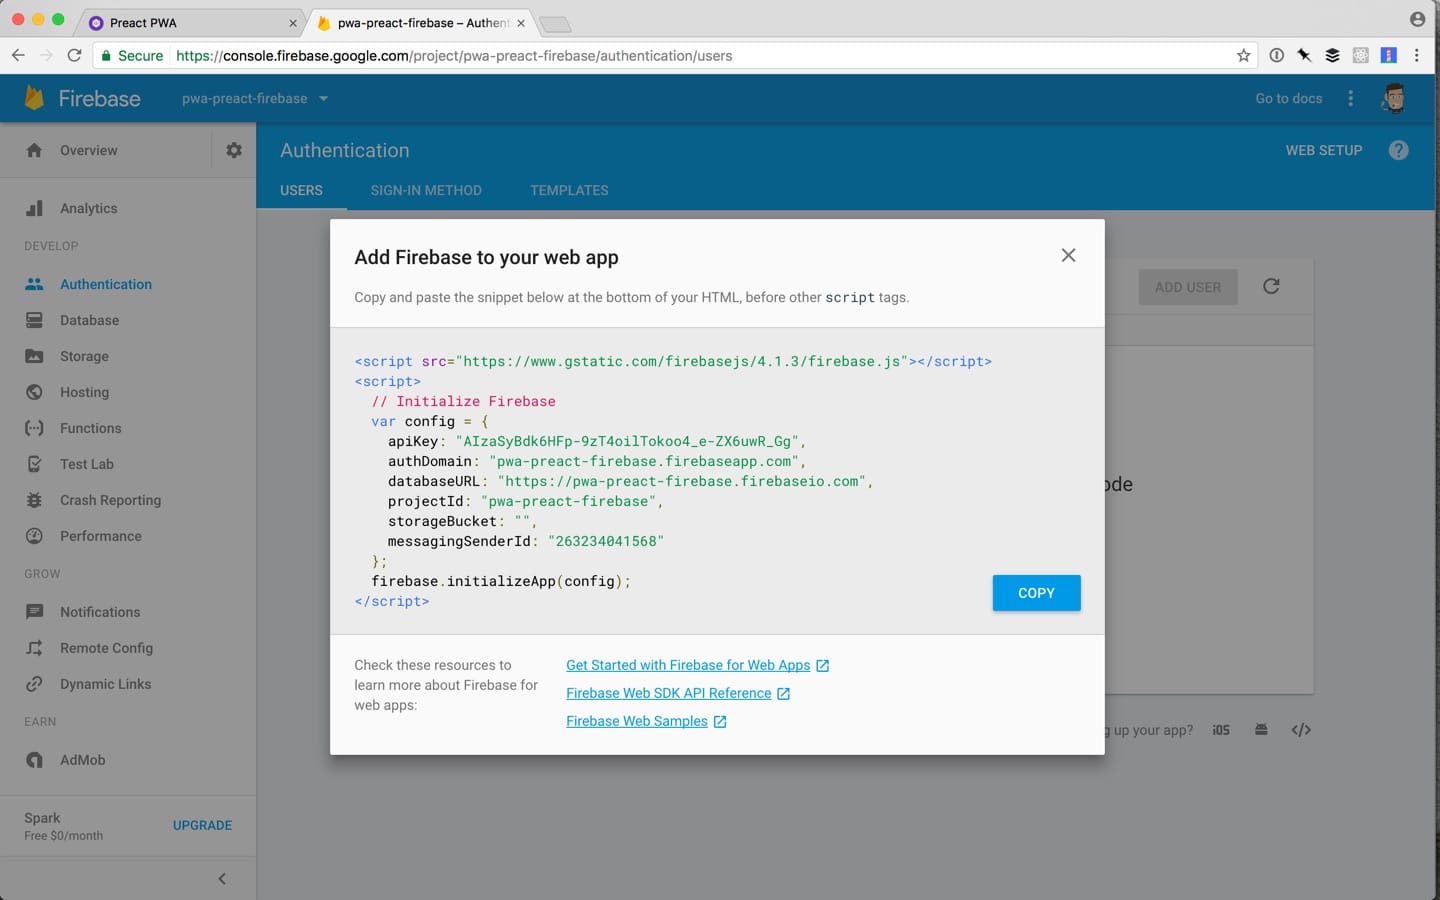 Preact PWA
pwa-preact-firebase – Authent
Secure https://console.firebase.google.com/project/pwa-preact-firebase/authentication/users
Firebase pwa-preact-firebase Go to docs
Overview
Authentication WEB SETUP
USERS SIGN-IN METHOD TEMPLATES
Analytics
DEVELOP
Authentication
Database
Storage
Hosting
Functions
Test Lab
Crash Reporting
Performance
GROW
Notifications
Remote Config
Dynamic Links
EARN
AdMob
Spark
Free $0/month
UPGRADE
ADD USER
Add Firebase to your web app
Copy and paste the snippet below at the bottom of your HTML, before other script tags.
<script src="https://www.gstatic.com/firebasejs/4.1.3/firebase.js"></script>
<script>
// Initialize Firebase
var config = {
apiKey: "AIzaSyBdk6HFp-9zT4oilTokoo4_e-ZX6uwR_Gg",
authDomain: "pwa-preact-firebase.firebaseapp.com",
databaseURL: "https://pwa-preact-firebase.firebaseio.com",
projectId: "pwa-preact-firebase",
storageBucket: "",
messagingSenderId: "263234041568"
};
firebase.initializeApp(config);
</script>
COPY
Check these resources to
learn more about Firebase for
web apps:
Get Started with Firebase for Web Apps
Firebase Web SDK API Reference
Firebase Web Samples
ode
g up your app? iOS </>